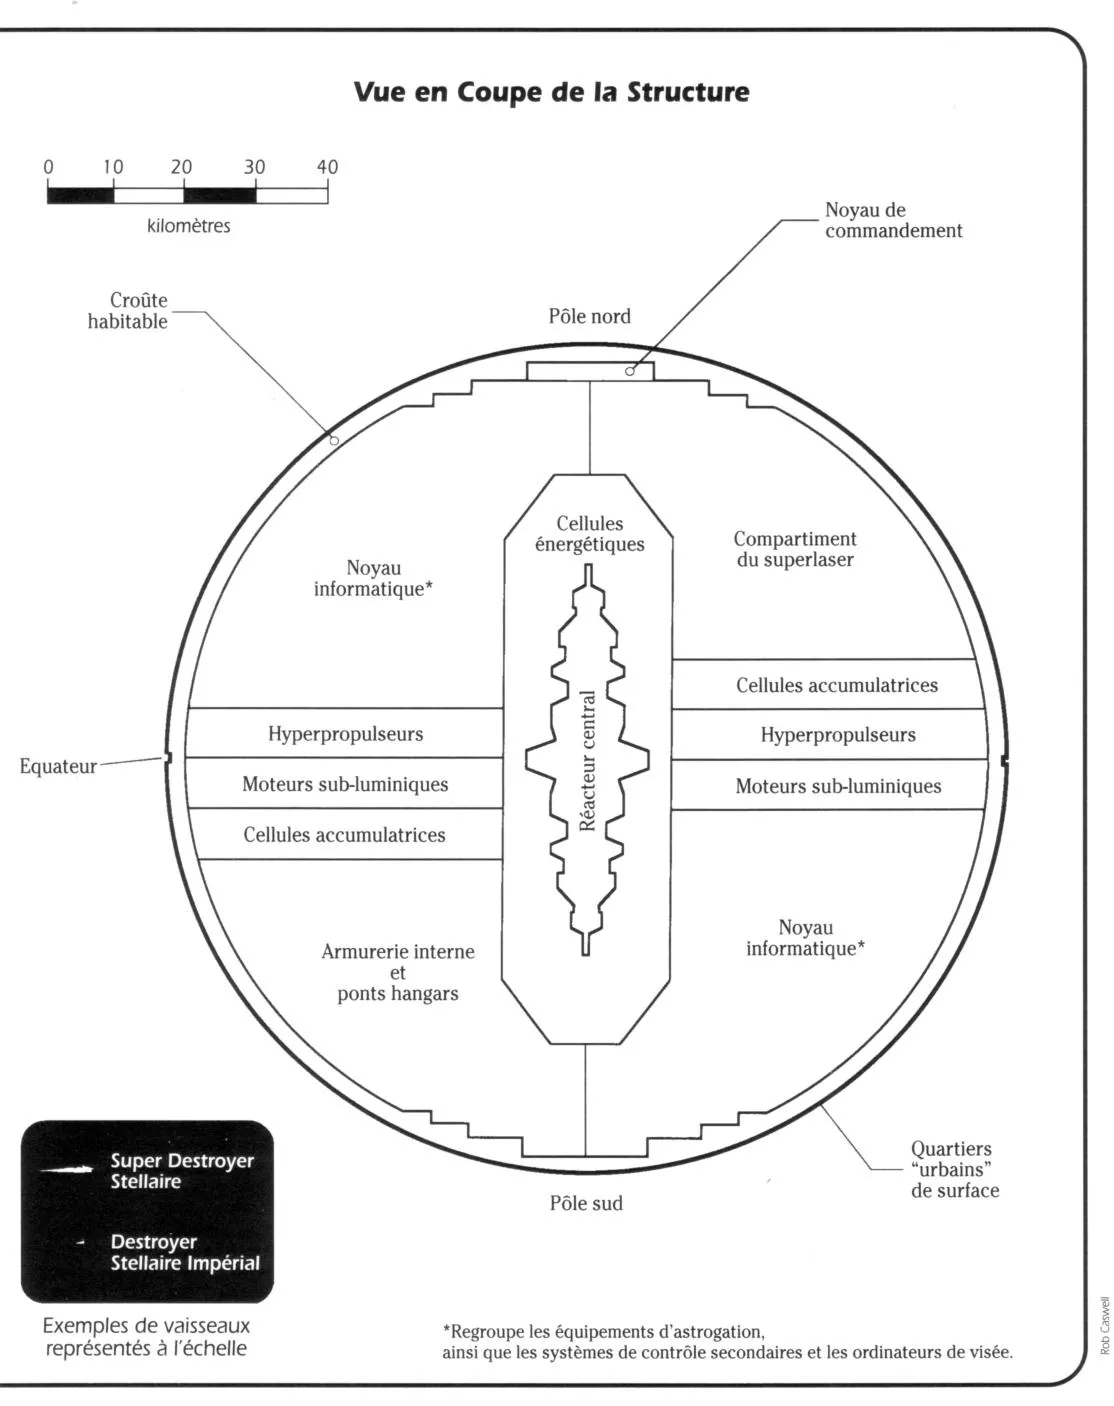 Vue en Coupe de la Structure
0 10 20 30 40
kilomètres
Noyau de
commandement
Croûte
habitable
Pôle nord
Cellules
énergétiques
Compartiment
du superlaser
Noyau
informatique*
Cellules accumulatrices
Hyperpropulseurs
Hyperpropulseurs
Réacteur central
Equateur
Moteurs sub-luminiques
Moteurs sub-luminiques
Cellules accumulatrices
Noyau
informatique*
Armurerie interne
et
ponts hangars
Quartiers
“urbains”
de surface
Pôle sud
Super Destroyer
Stellaire
Destroyer
Stellaire Impérial
Exemples de vaisseaux
représentés à l'échelle
*Regroupe les équipements d'astrogation,
ainsi que les systèmes de contrôle secondaires et les ordinateurs de visée.
Rob Caswell